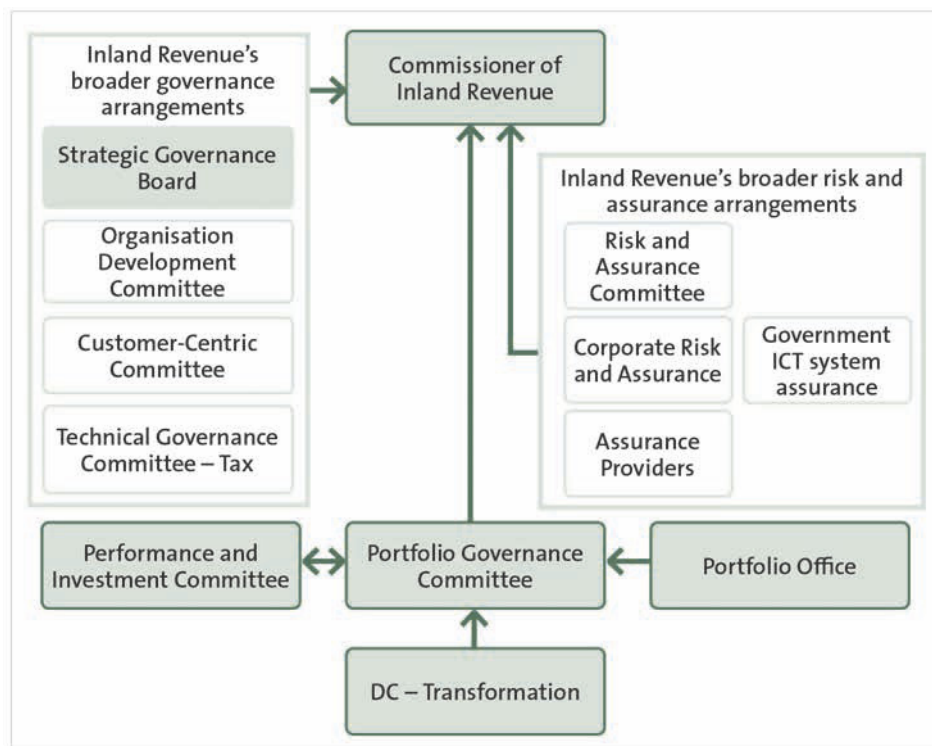 Inland Revenue's
broader governance
arrangements
Strategic Governance
Board
Organisation
Development
Committee
Customer-Centric
Committee
Technical Governance
Committee – Tax
Commissioner of
Inland Revenue
Inland Revenue's broader risk and
assurance arrangements
Risk and
Assurance
Committee
Corporate Risk
and Assurance
Government
ICT system
assurance
Assurance
Providers
Performance and
Investment Committee
Portfolio Governance
Committee
Portfolio Office
DC – Transformation